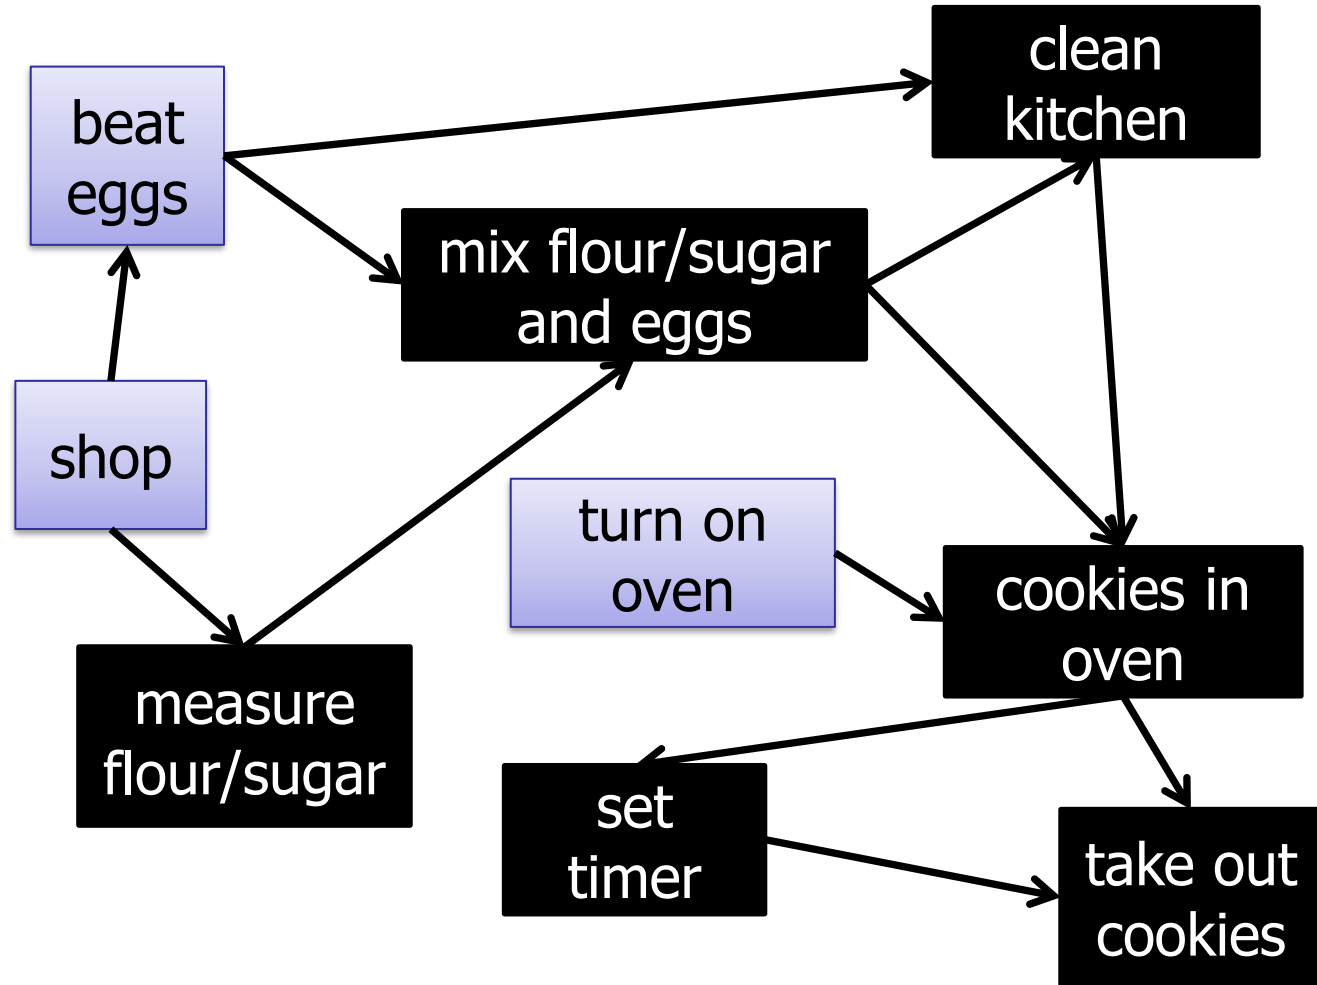 clean
kitchen
beat
eggs
mix flour/sugar
and eggs
shop
turn on
oven
cookies in
oven
measure
flour/sugar
set
timer
take out
cookies